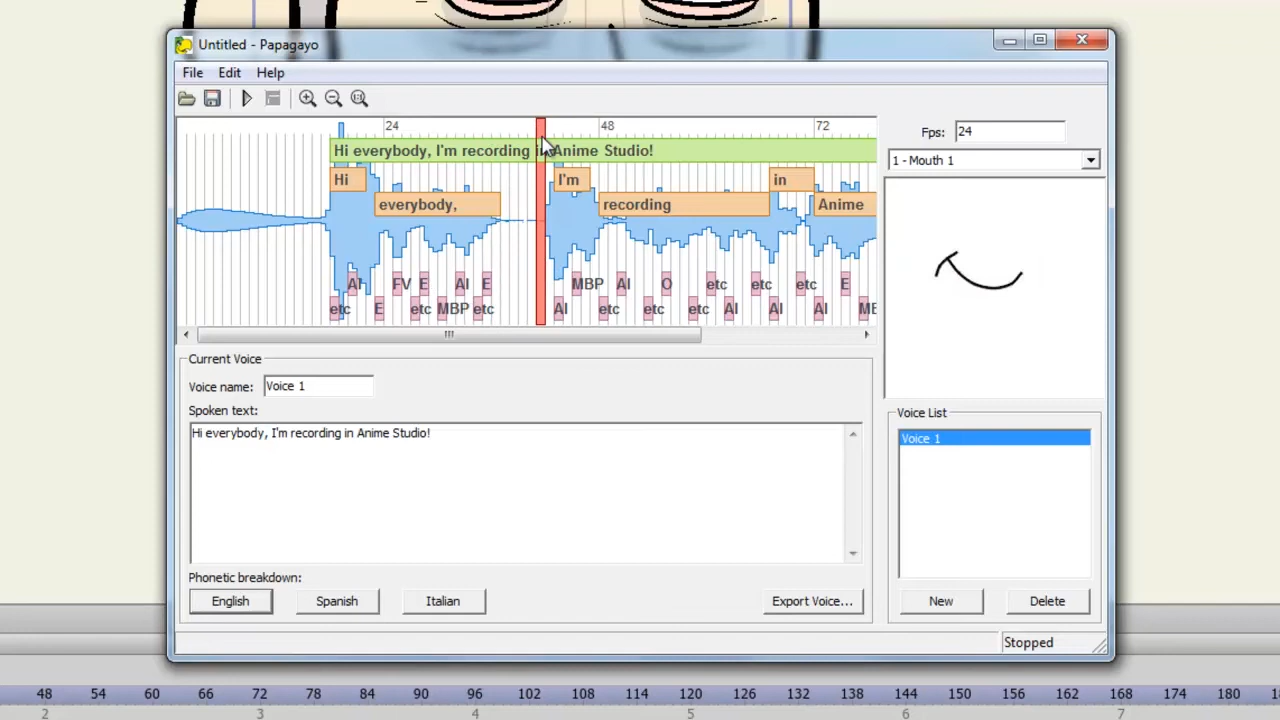 Untitled - Papagayo
File Edit Help
24 48 72
Hi everybody, I'm recording in Anime Studio!
Hi I'm in
everybody, recording Anime
AI FV E AI E MBP AI O etc etc etc E
etc E etc MBP etc AI etc etc etc AI AI AI MB
Fps: 24
1 - Mouth 1
Current Voice
Voice name: Voice 1
Spoken text:
Hi everybody, I'm recording in Anime Studio!
Phonetic breakdown:
English Spanish Italian Export Voice...
Voice List
Voice 1
New Delete
Stopped
48 54 60 66 72 78 84 90 96 102 108 114 120 126 132 138 144 150 156 162 168 174 180
2 3 4 5 6 7